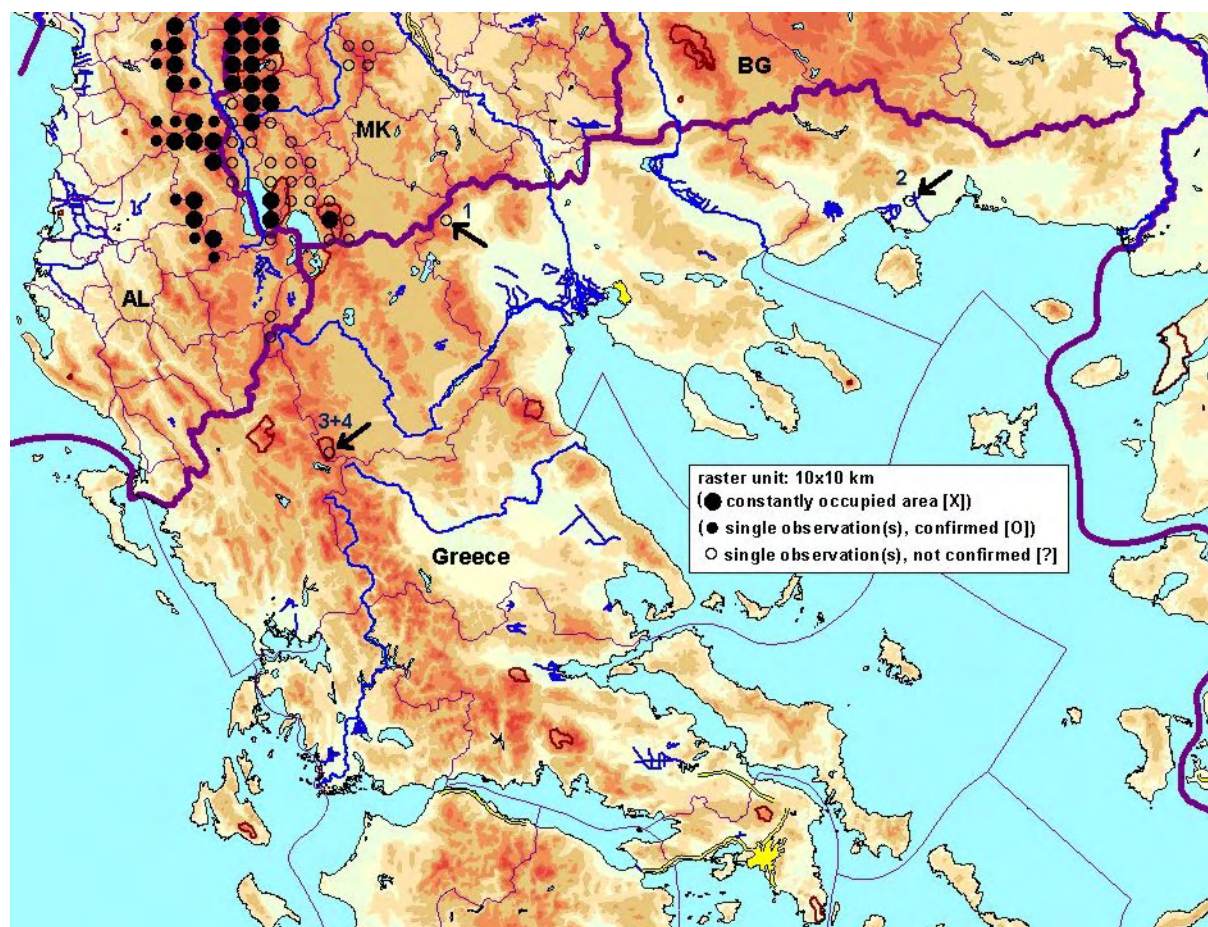 BG
MK
2
1
AL
3+4
raster unit: 10x10 km
(● constantly occupied area [X])
(● single observation(s), confirmed [O])
○ single observation(s), not confirmed [?]
Greece